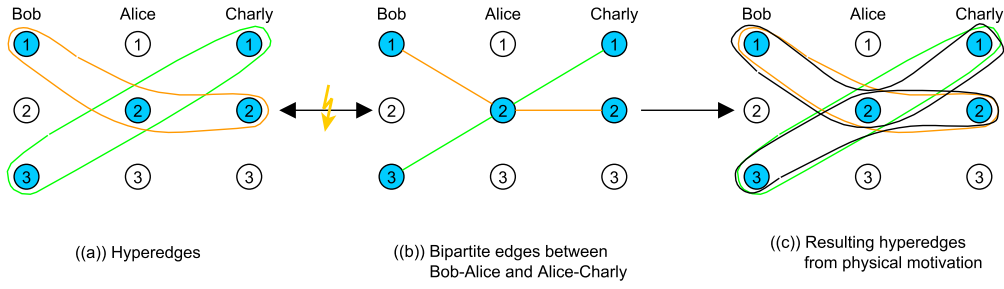 Bob Alice Charly Bob Alice Charly Bob Alice Charly
1 1 1 1 1 1 1 1 1
2 2 2 2 2 2 2 2 2
3 3 3 3 3 3 3 3 3
((a)) Hyperedges
((b)) Bipartite edges between
Bob-Alice and Alice-Charly
((c)) Resulting hyperedges
from physical motivation